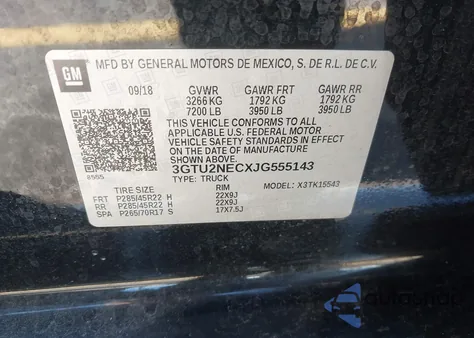 GM
MFD BY GENERAL MOTORS DE MEXICO, S. DE R.L. DE C.V.
09/18 GVWR GAWR FRT GAWR RR
3266 KG 1792 KG 1792 KG
7200 LB 3950 LB 3950 LB
THIS VEHICLE CONFORMS TO ALL
APPLICABLE U.S. FEDERAL MOTOR
VEHICLE SAFETY STANDARDS IN EFFECT
ON THE DATE OF MANUFACTURE SHOWN ABOVE.
3GTU2NECXJG555143
TYPE: TRUCK
TIRE SIZE RIM MODEL: X3TK15543
FRT P285/45R22 H 22X9J
RR P285/45R22 H 22X9J
SPA P265/70R17 S 17X7.5J